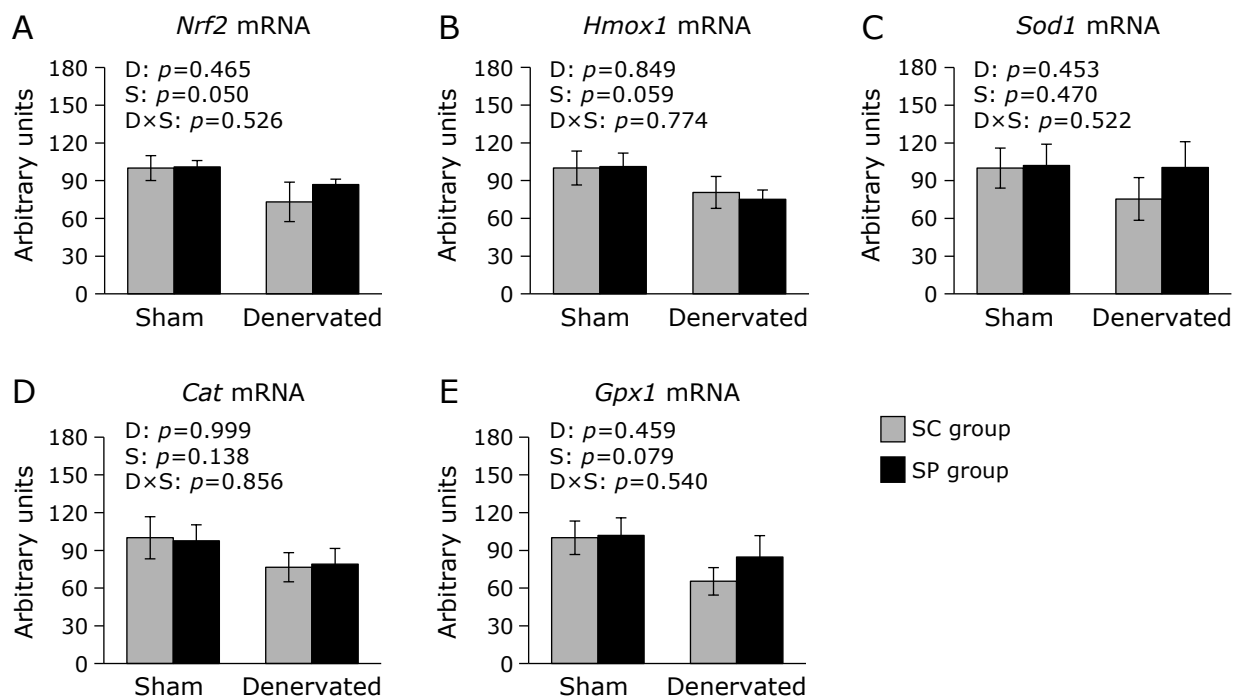 A
Nrf2 mRNA
Arbitrary units
180
150
120
90
60
30
0
D: p=0.465
S: p=0.050
D×S: p=0.526
Sham
Denervated
B
Hmox1 mRNA
Arbitrary units
180
150
120
90
60
30
0
D: p=0.849
S: p=0.059
D×S: p=0.774
Sham
Denervated
C
Sod1 mRNA
Arbitrary units
180
150
120
90
60
30
0
D: p=0.453
S: p=0.470
D×S: p=0.522
Sham
Denervated
D
Cat mRNA
Arbitrary units
180
150
120
90
60
30
0
D: p=0.999
S: p=0.138
D×S: p=0.856
Sham
Denervated
E
Gpx1 mRNA
Arbitrary units
180
150
120
90
60
30
0
D: p=0.459
S: p=0.079
D×S: p=0.540
Sham
Denervated
SC group
SP group